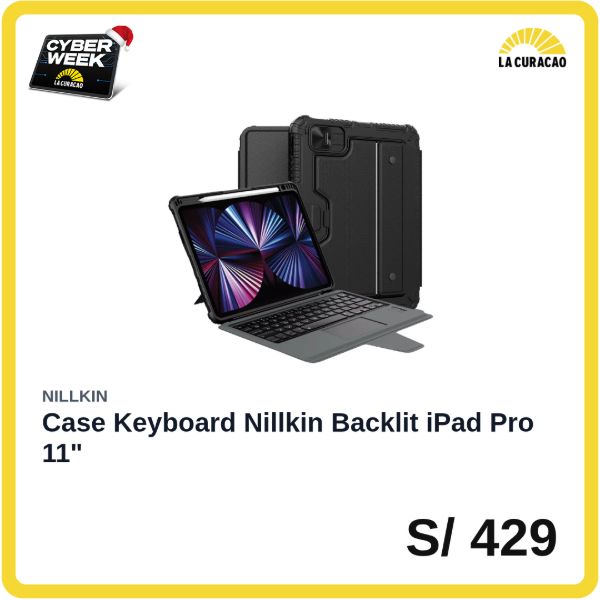 CYBER
WEEK
LA CURACAO
LA CURACAO
NILLKIN
Case Keyboard Nillkin Backlit iPad Pro
11"
S/ 429